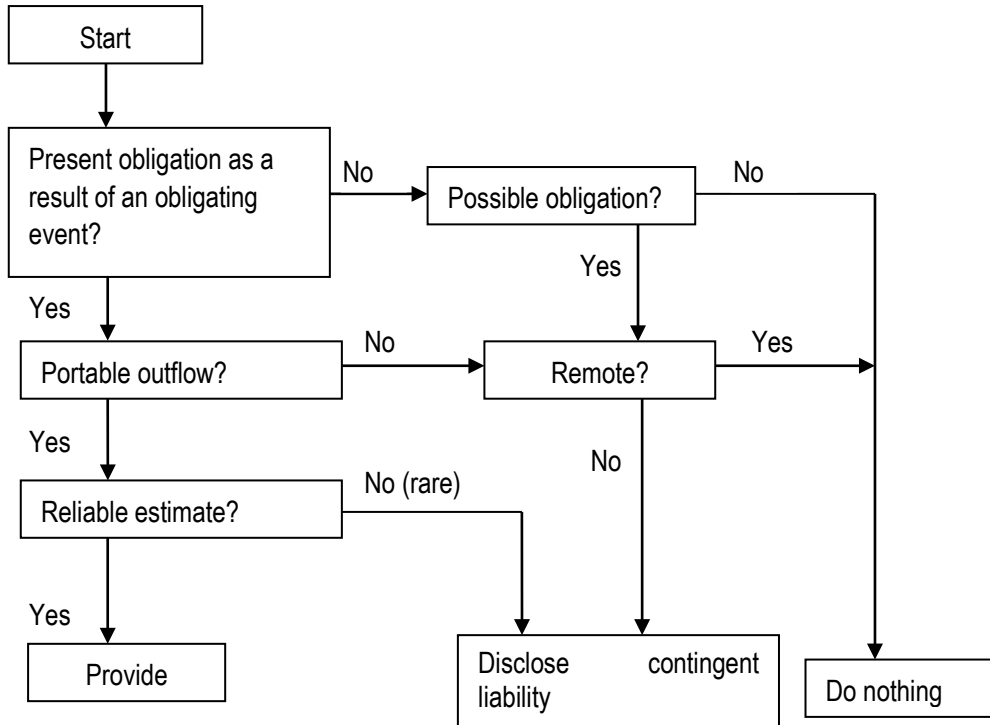 Start
Present obligation as a
result of an obligating
event?
No
Possible obligation?
No
Yes
Yes
Portable outflow?
No
Remote?
Yes
Yes
No
Reliable estimate?
No (rare)
Yes
Provide
Disclose contingent
liability
Do nothing